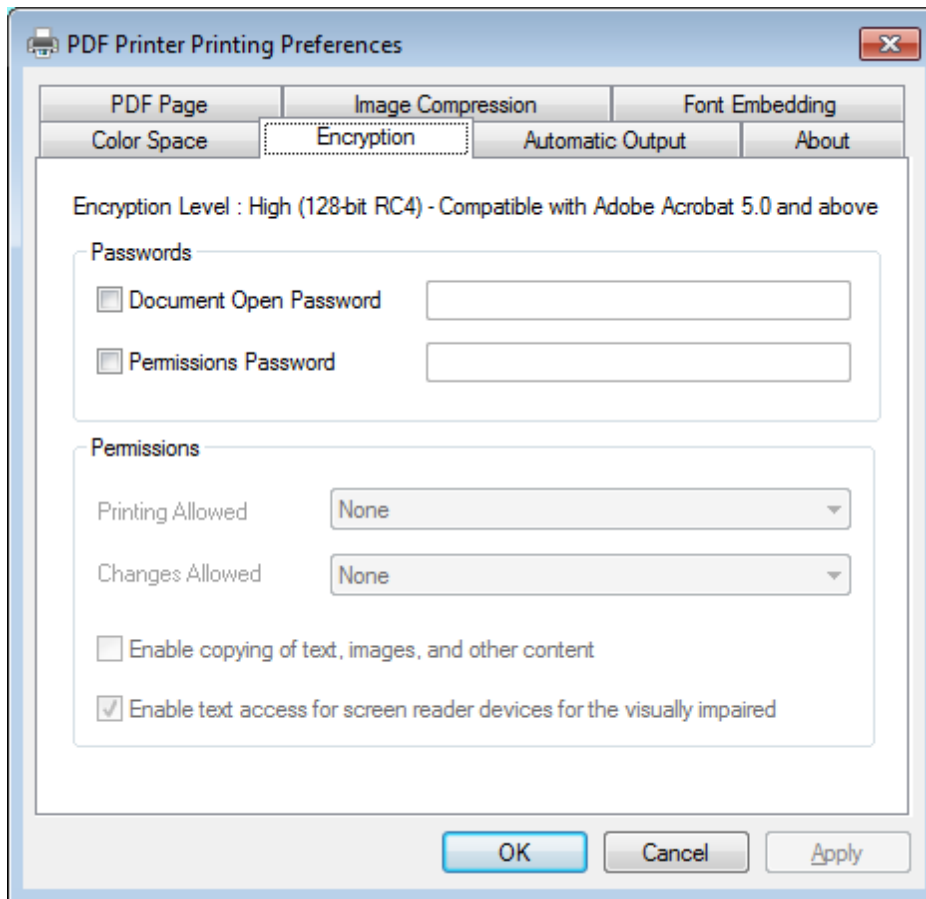 PDF Printer Printing Preferences
PDF Page Image Compression Font Embedding
Color Space Encryption Automatic Output About
Encryption Level : High (128-bit RC4) - Compatible with Adobe Acrobat 5.0 and above
Passwords
Document Open Password
Permissions Password
Permissions
Printing Allowed None
Changes Allowed None
Enable copying of text, images, and other content
Enable text access for screen reader devices for the visually impaired
OK Cancel Apply